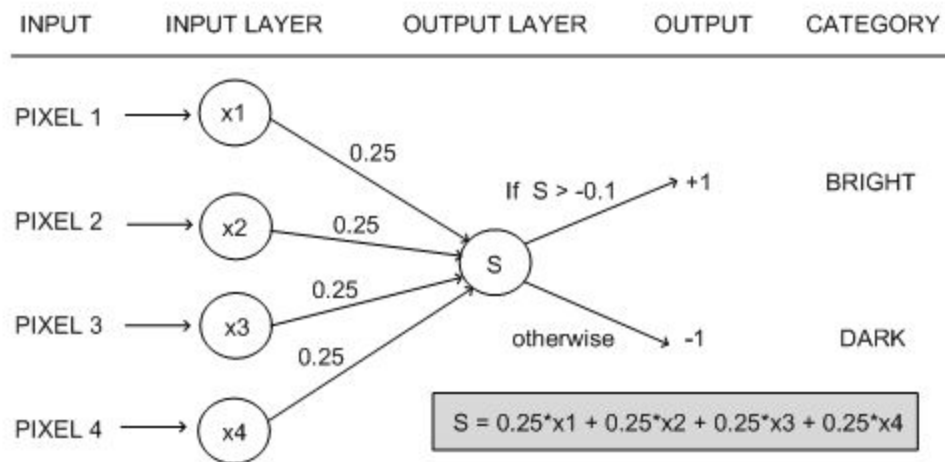 INPUT INPUT LAYER OUTPUT LAYER OUTPUT CATEGORY
PIXEL 1 x1
0.25
If S > -0.1 +1 BRIGHT
PIXEL 2 x2 0.25
S
0.25
PIXEL 3 x3
otherwise -1 DARK
0.25
PIXEL 4 x4
S = 0.25*x1 + 0.25*x2 + 0.25*x3 + 0.25*x4